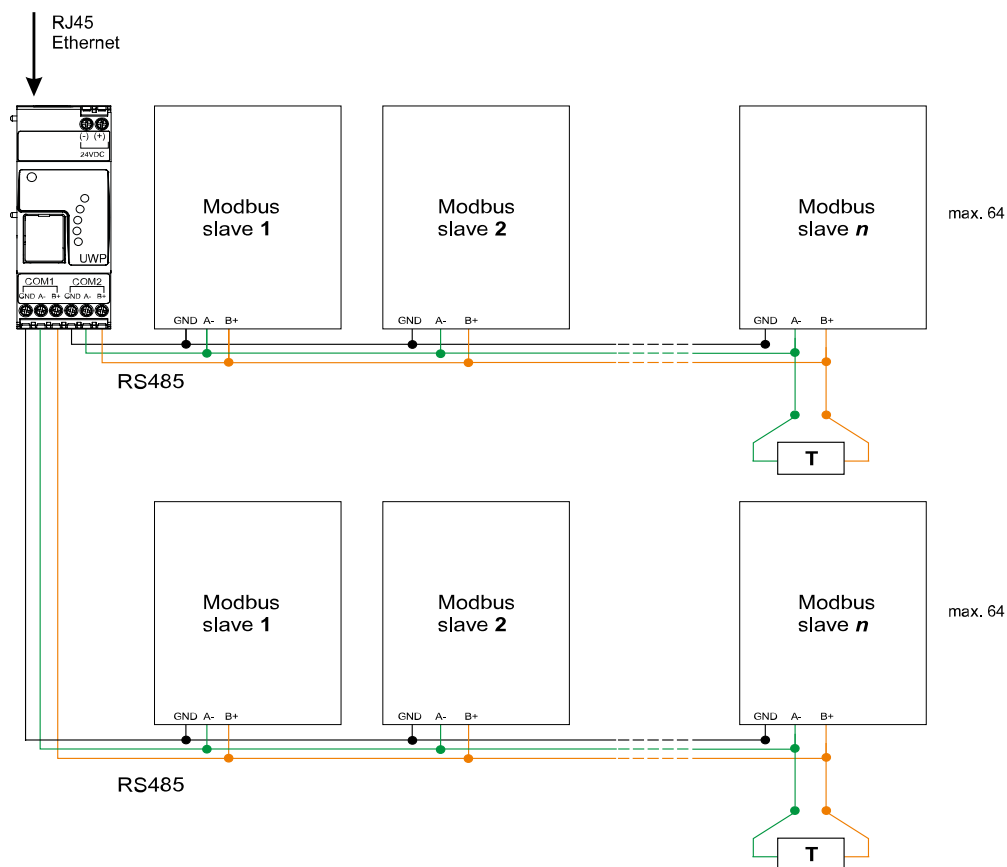 RJ45
Ethernet
(-) (+)
24VDC
UWP
COM1 COM2
GND A- B+ GND A- B+
Modbus
slave 1
Modbus
slave 2
Modbus
slave n
max. 64
GND A- B+
GND A- B+
GND A- B+
RS485
T
Modbus
slave 1
Modbus
slave 2
Modbus
slave n
max. 64
GND A- B+
GND A- B+
GND A- B+
RS485
T